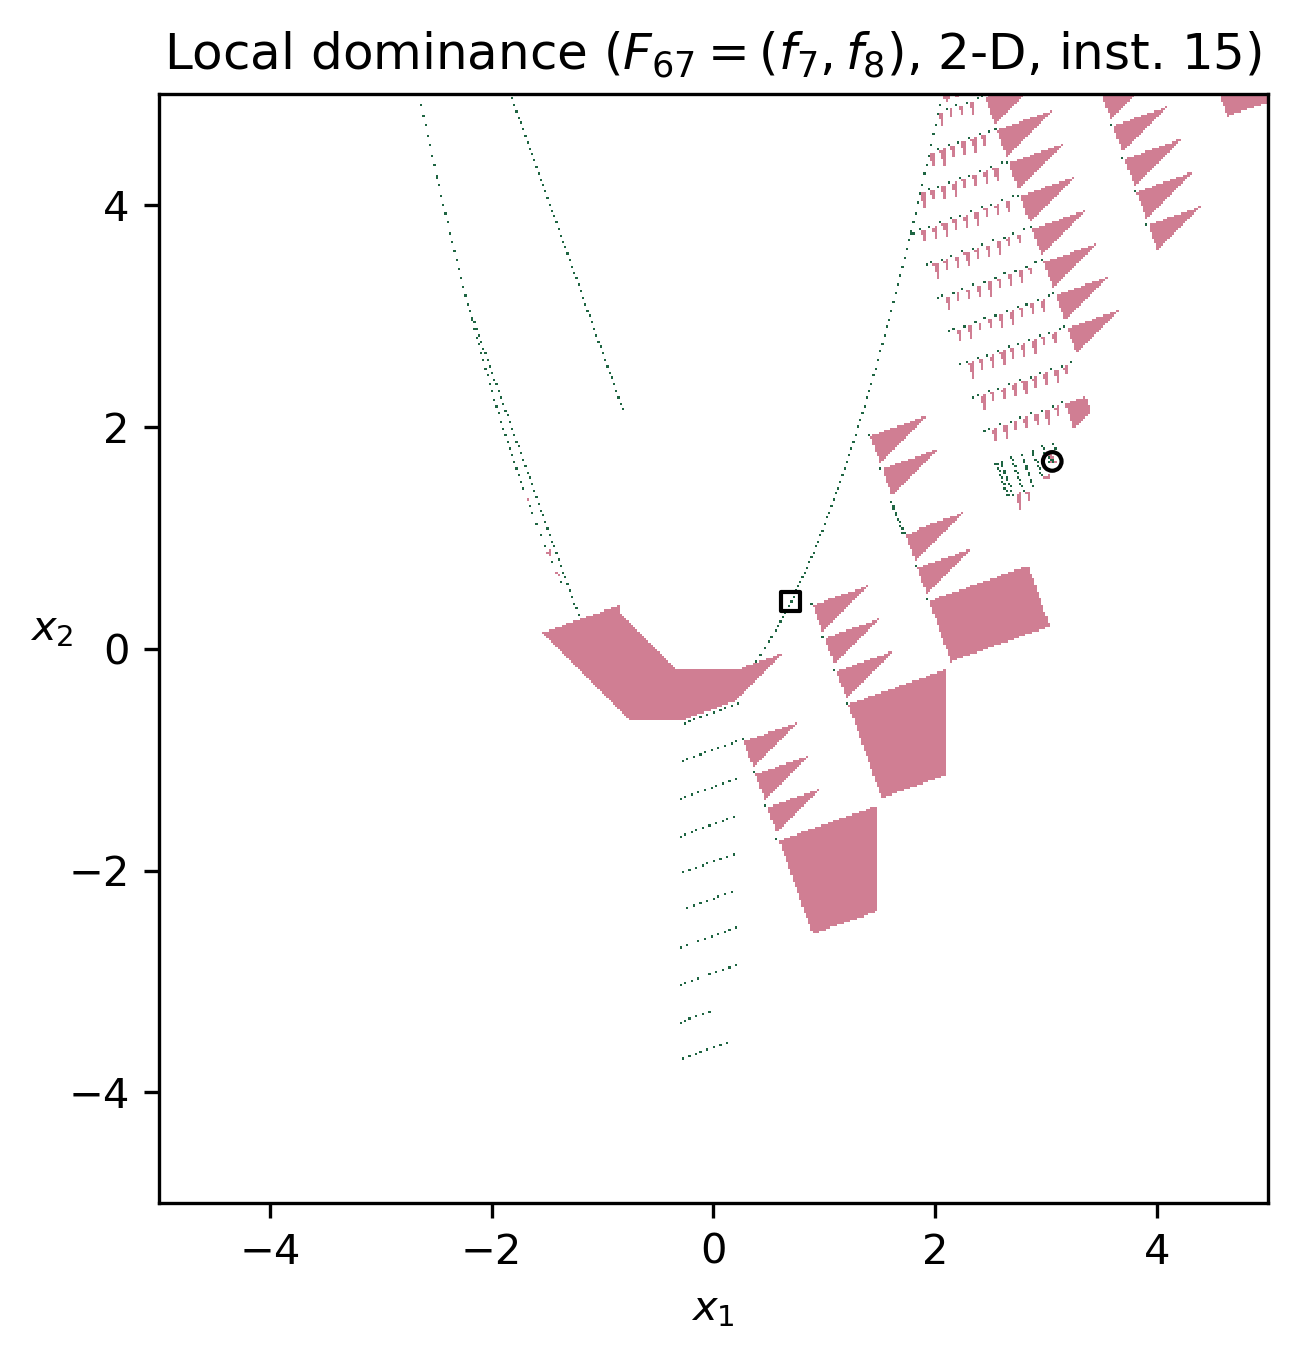 Local dominance (F₆₇ = (f₇, f₈), 2-D, inst. 15)
4
2
0
−2
−4
x₂
−4 −2 0 2 4
x₁